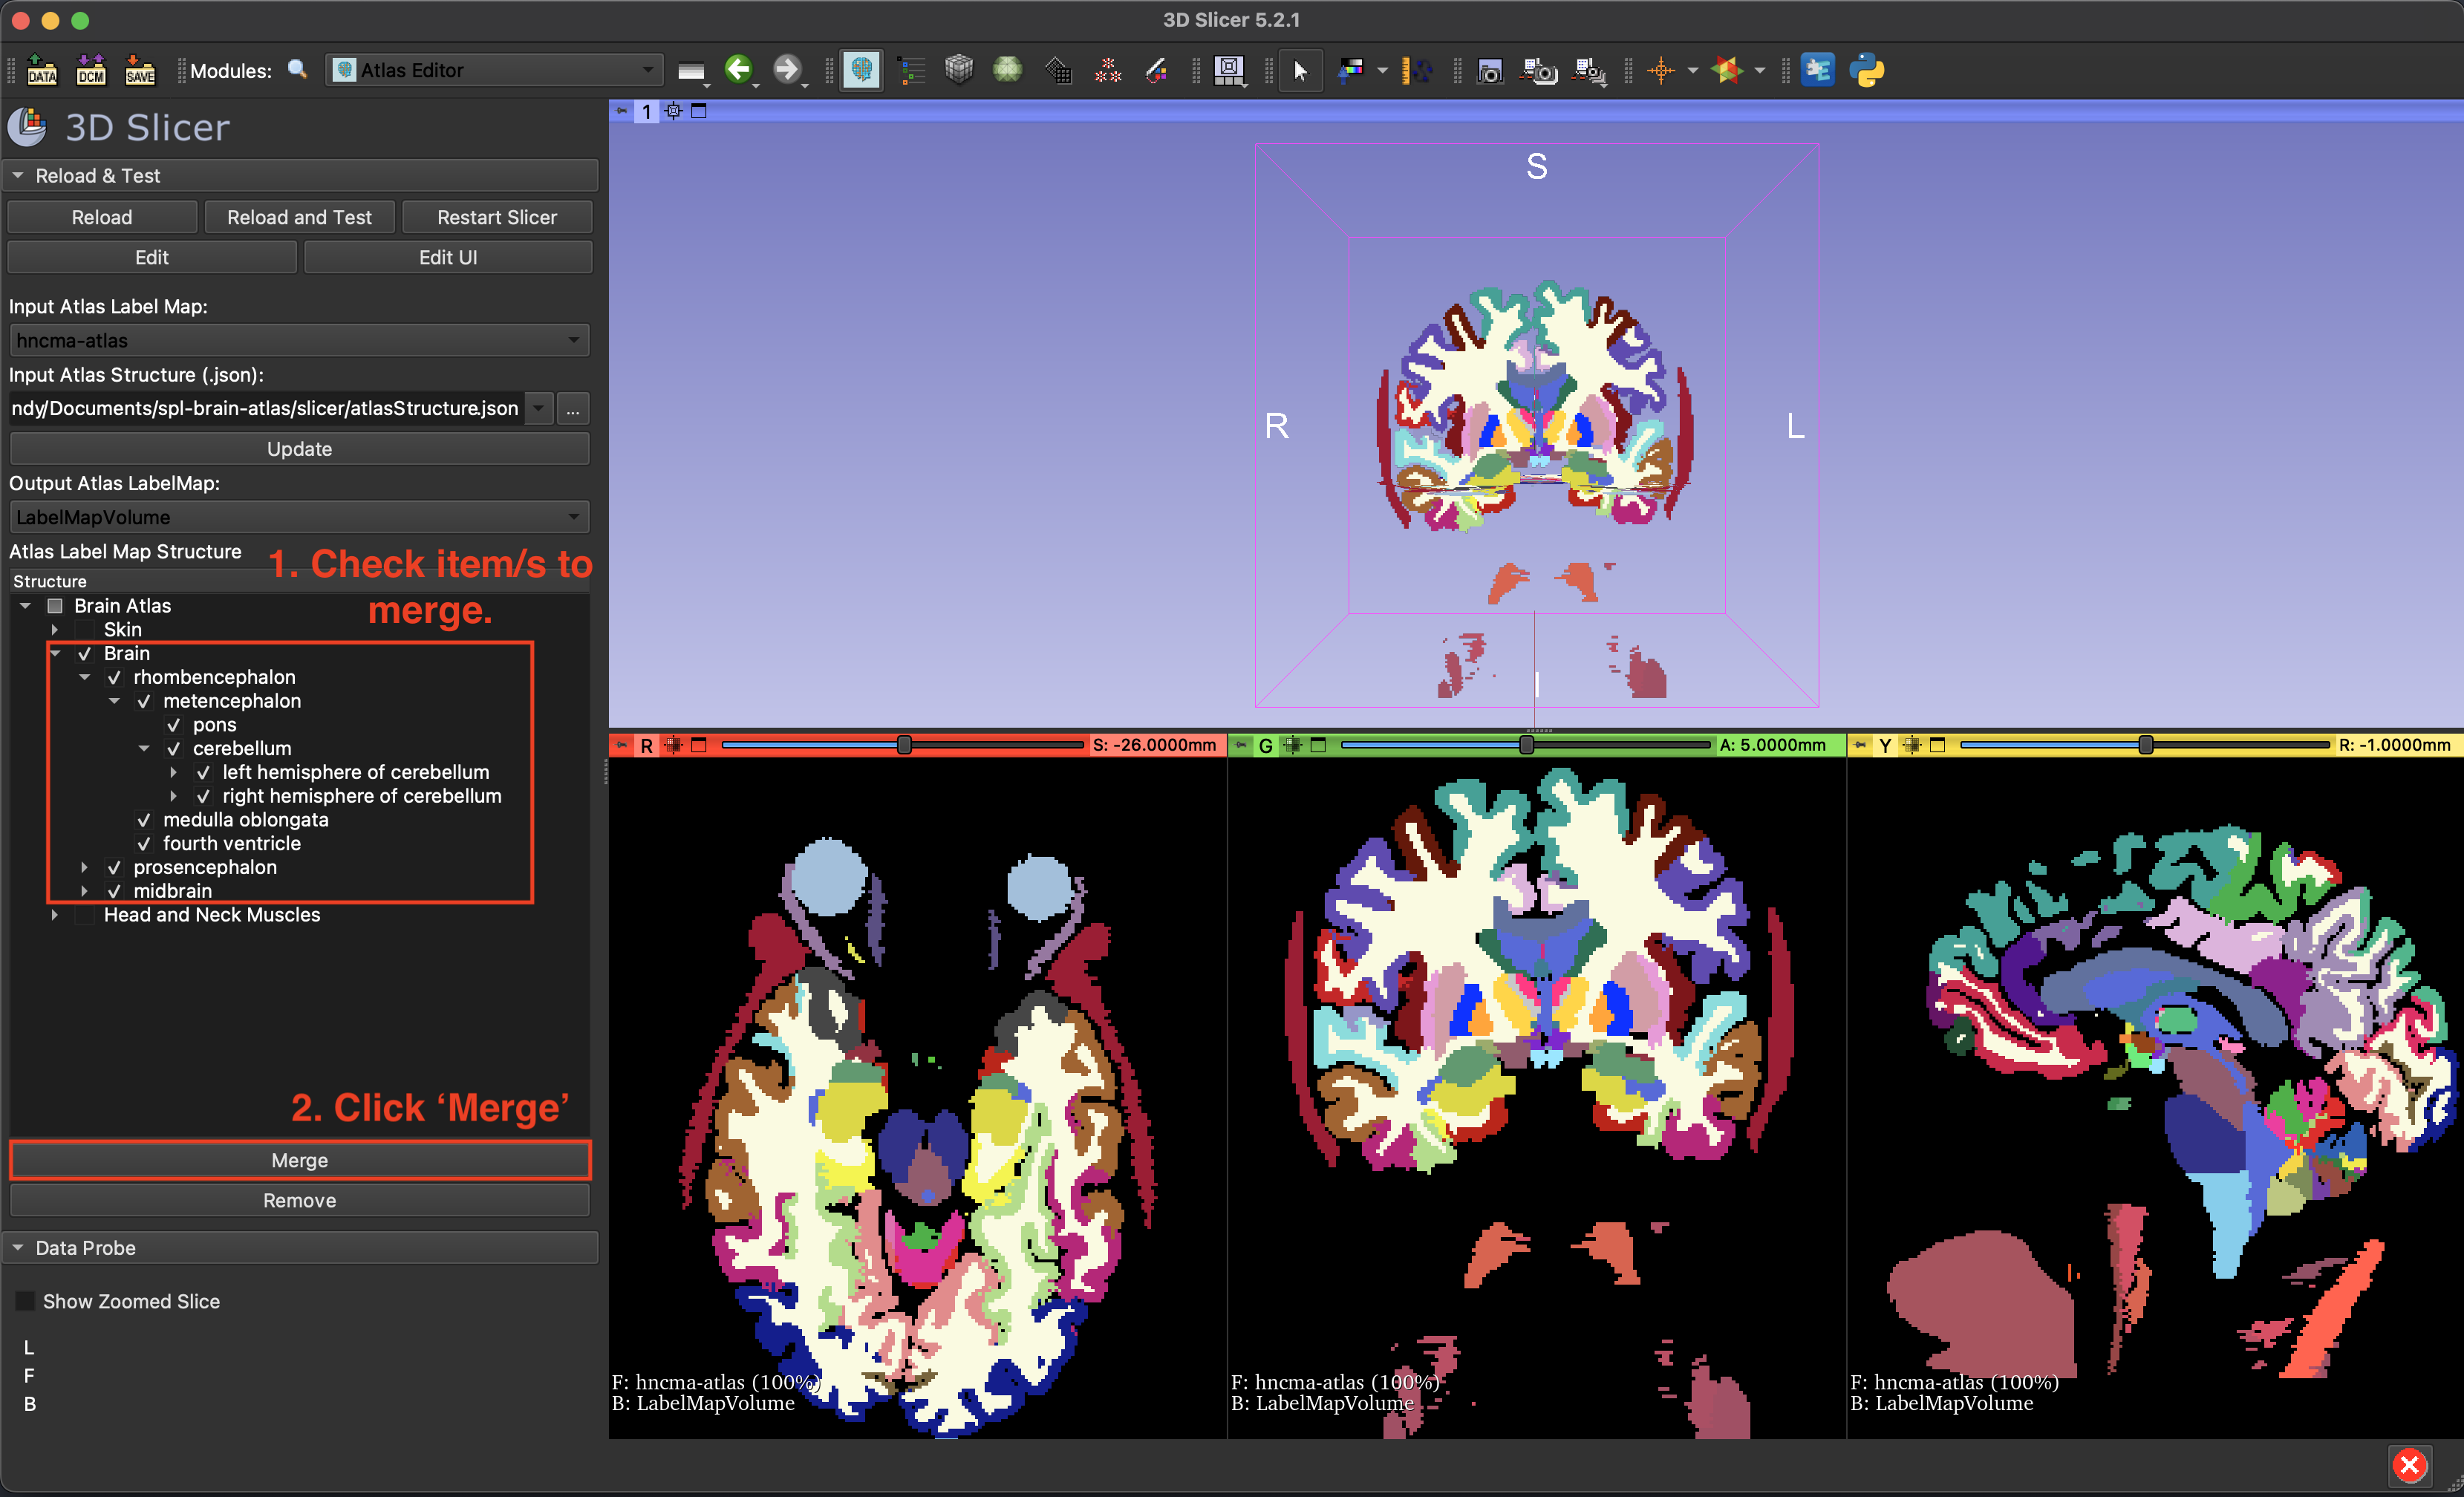 3D Slicer 5.2.1
DATA DCM SAVE Modules: Atlas Editor
3D Slicer
Reload & Test
Reload Reload and Test Restart Slicer
Edit Edit UI
Input Atlas Label Map:
hncma-atlas
Input Atlas Structure (.json):
ndy/Documents/spl-brain-atlas/slicer/atlasStructure.json ...
Update
Output Atlas LabelMap:
LabelMapVolume
Atlas Label Map Structure
1. Check item/s to
merge.
Structure
Brain Atlas
Skin
Brain
rhombencephalon
metencephalon
pons
cerebellum
left hemisphere of cerebellum
right hemisphere of cerebellum
medulla oblongata
fourth ventricle
prosencephalon
midbrain
Head and Neck Muscles
2. Click ‘Merge’
Merge
Remove
Data Probe
Show Zoomed Slice
L
F
B
1
S
R L
I
R S: -26.0000mm
F: hncma-atlas (100%)
B: LabelMapVolume
G A: 5.0000mm
F: hncma-atlas (100%)
B: LabelMapVolume
Y R: -1.0000mm
F: hncma-atlas (100%)
B: LabelMapVolume